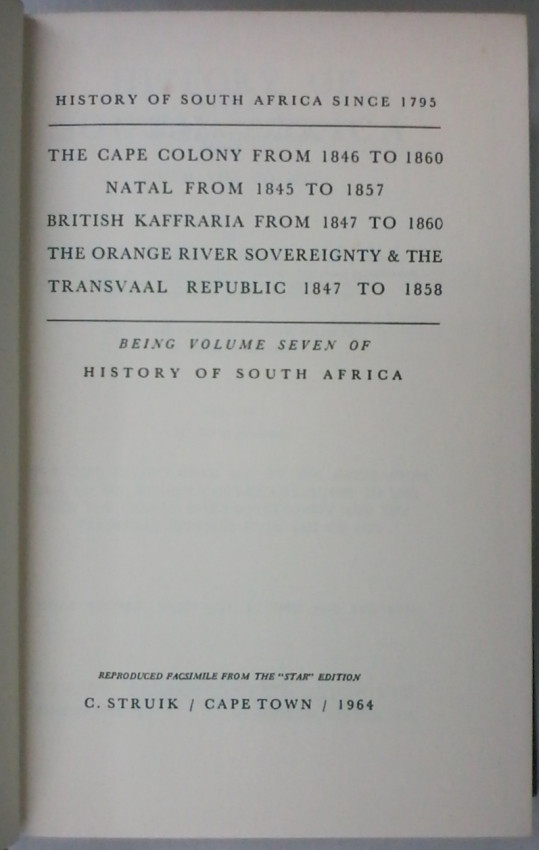 HISTORY OF SOUTH AFRICA SINCE 1795
THE CAPE COLONY FROM 1846 TO 1860
NATAL FROM 1845 TO 1857
BRITISH KAFFRARIA FROM 1847 TO 1860
THE ORANGE RIVER SOVEREIGNTY & THE
TRANSVAAL REPUBLIC 1847 TO 1858
BEING VOLUME SEVEN OF
HISTORY OF SOUTH AFRICA
REPRODUCED FACSIMILE FROM THE "STAR" EDITION
C. STRUIK / CAPE TOWN / 1964